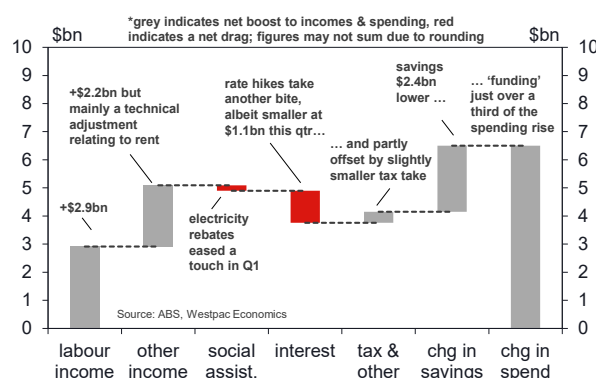 *grey indicates net boost to incomes & spending, red
indicates a net drag; figures may not sum due to rounding
$bn
$bn
10
9
8
7
6
5
4
3
2
1
0
10
9
8
7
6
5
4
3
2
1
0
+$2.9bn
+$2.2bn but
mainly a technical
adjustment
relating to rent
electricity
rebates
eased a
touch in Q1
rate hikes take
another bite,
albeit smaller at
$1.1bn this qtr…
… and partly
offset by slightly
smaller tax take
savings
$2.4bn
lower …
… ‘funding’
just over a
third of the
spending rise
Source: ABS, Westpac Economics
labour
income
other
income
social
assist.
interest
tax &
other
chg in
savings
chg in
spend